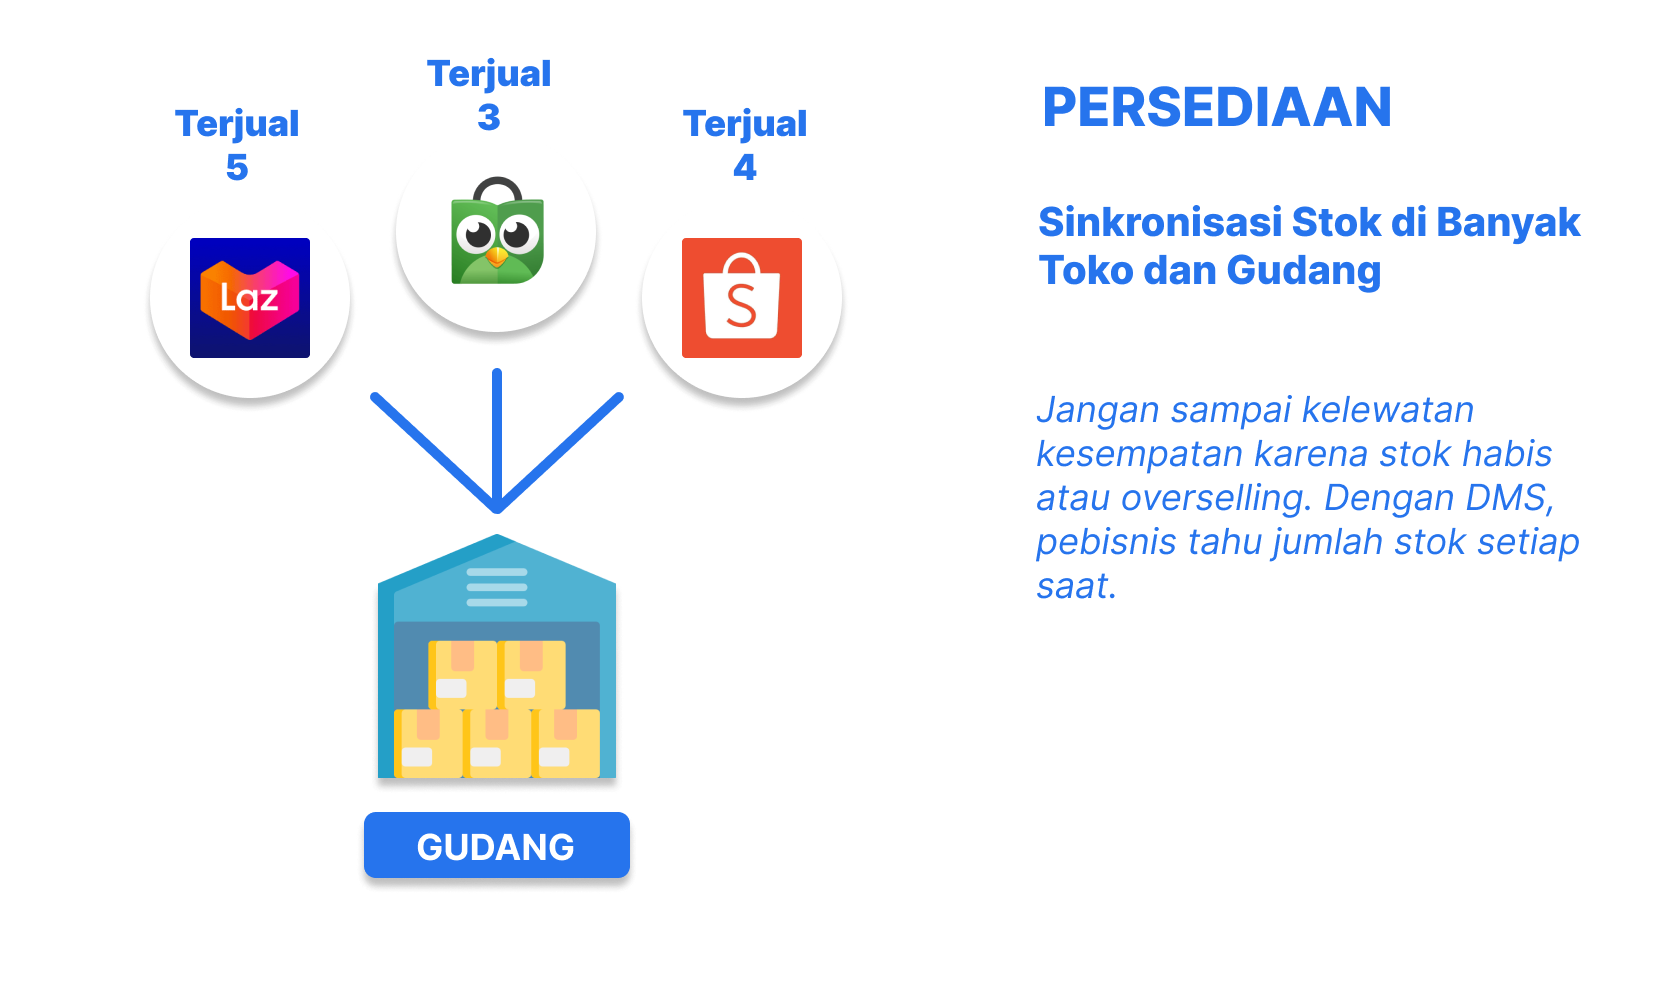 Terjual
5
Terjual
3
Terjual
4
Laz
S
GUDANG
PERSEDIAAN
Sinkronisasi Stok di Banyak
Toko dan Gudang
Jangan sampai kelewatan
kesempatan karena stok habis
atau overselling. Dengan DMS,
pebisnis tahu jumlah stok setiap
saat.